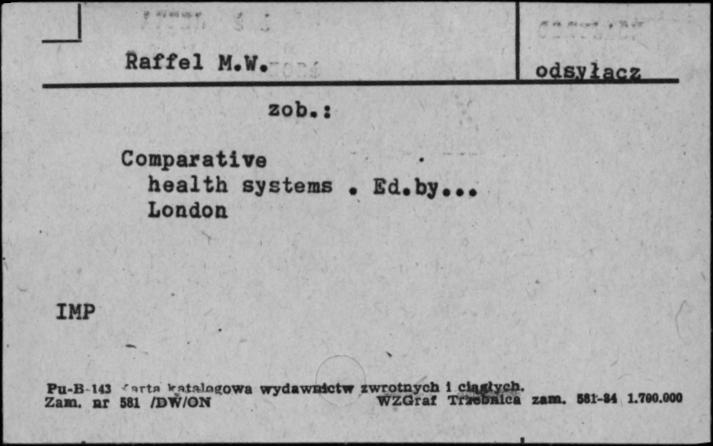 Raffel M.W.
odsyłacz
zob.:
Comparative
health systems . Ed.by...
London
IMP
Pu-B-143 Karta katalogowa wydawnictw zwrotnych i ciągłych.
Zam. nr 581 /DW/ON WZGraf Trzebnica zam. 581-84 1.700.000